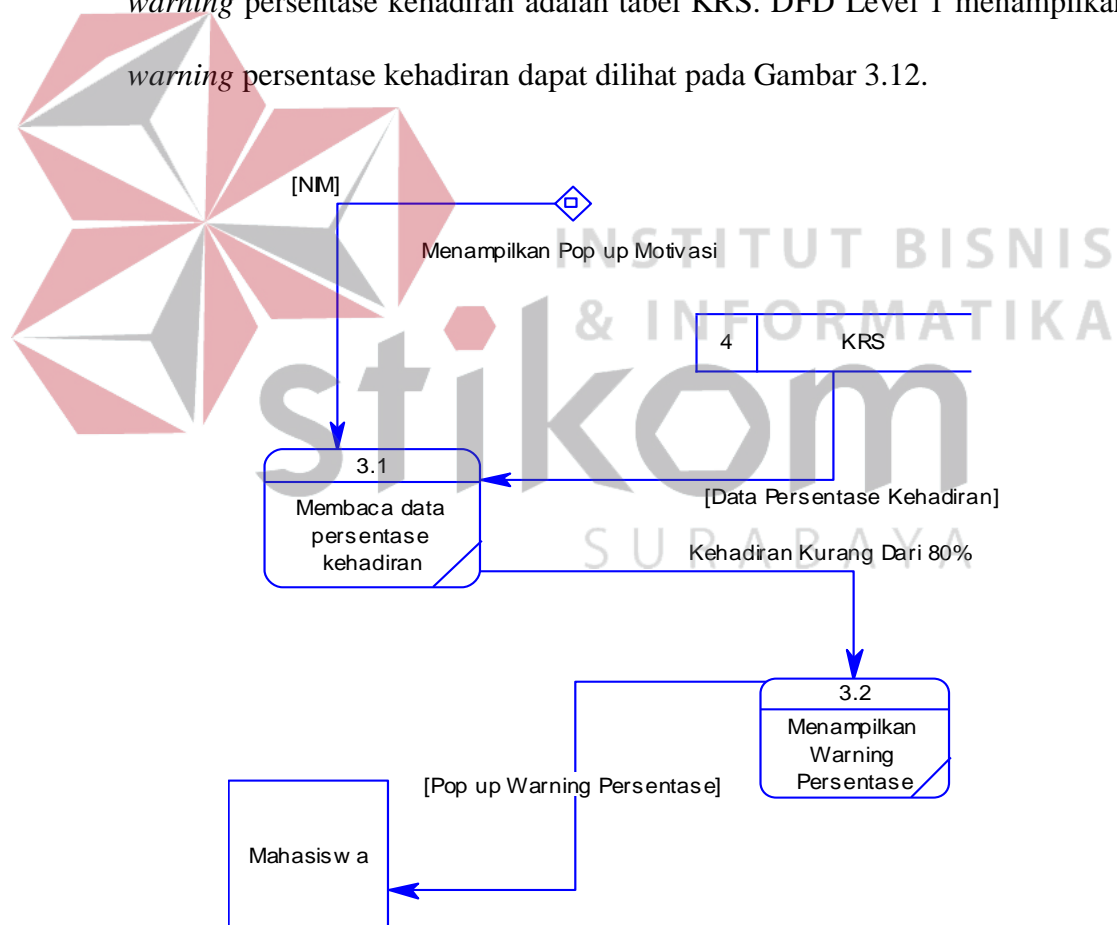 warning persentase kehadiran adalah tabel KRS. DFD Level 1 menampilkan
warning persentase kehadiran dapat dilihat pada Gambar 3.12.
[NIM]
Menampilkan Pop up Motivasi
INSTITUT BISNIS
& INFORMATIKA
4 KRS
stikom
3.1
Membaca data
persentase
kehadiran
[Data Persentase Kehadiran]
SURABAYA
Kehadiran Kurang Dari 80%
3.2
Menampilkan
Warning
Persentase
[Pop up Warning Persentase]
Mahasiswa